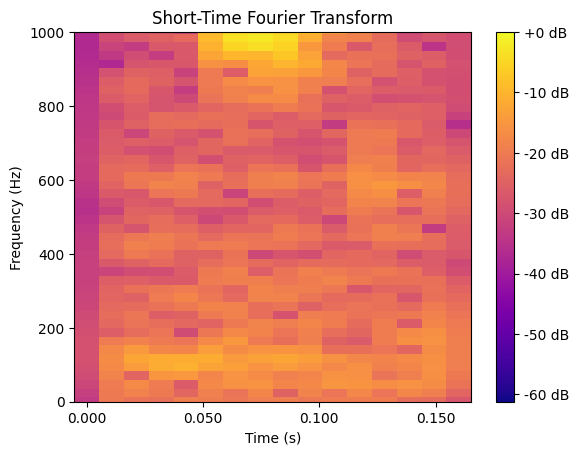 Short-Time Fourier Transform
1000
800
600
400
200
0
Frequency (Hz)
0.000
0.050
0.100
0.150
Time (s)
+0 dB
-10 dB
-20 dB
-30 dB
-40 dB
-50 dB
-60 dB